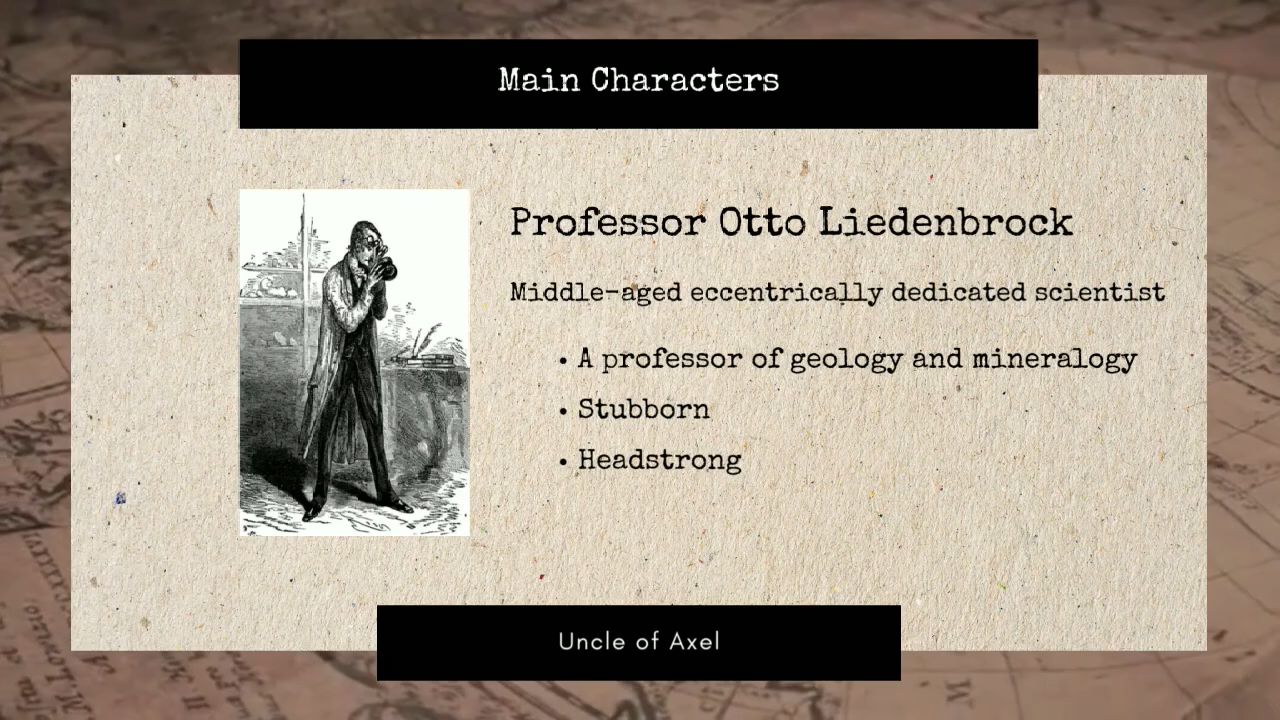 Main Characters
Professor Otto Liedenbrock
Middle-aged eccentrically dedicated scientist
• A professor of geology and mineralogy
• Stubborn
• Headstrong
Uncle of Axel